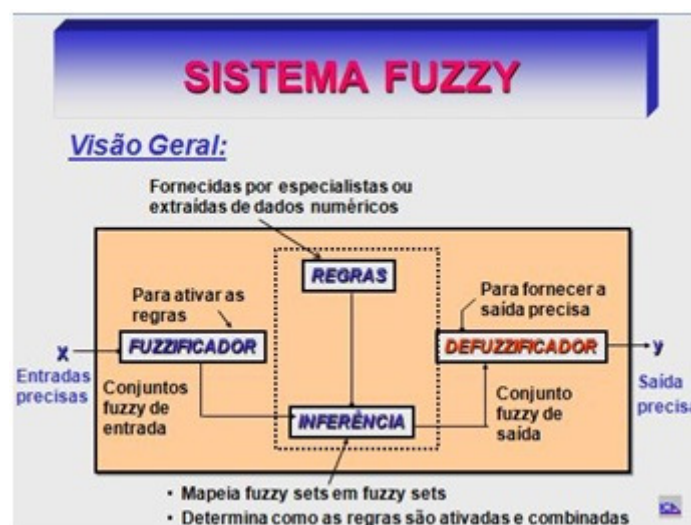 SISTEMA FUZZY
Visão Geral:
Fornecidas por especialistas ou
extraídas de dados numéricos
REGRAS
Para ativar as
regras
Para fornecer a
saída precisa
x
FUZZIFICADOR
DEFUZZIFICADOR
y
Entradas
precisas
Conjuntos
fuzzy de
entrada
INFERÊNCIA
Conjunto
fuzzy de
saída
Saída
precisa
• Mapeia fuzzy sets em fuzzy sets
• Determina como as regras são ativadas e combinadas